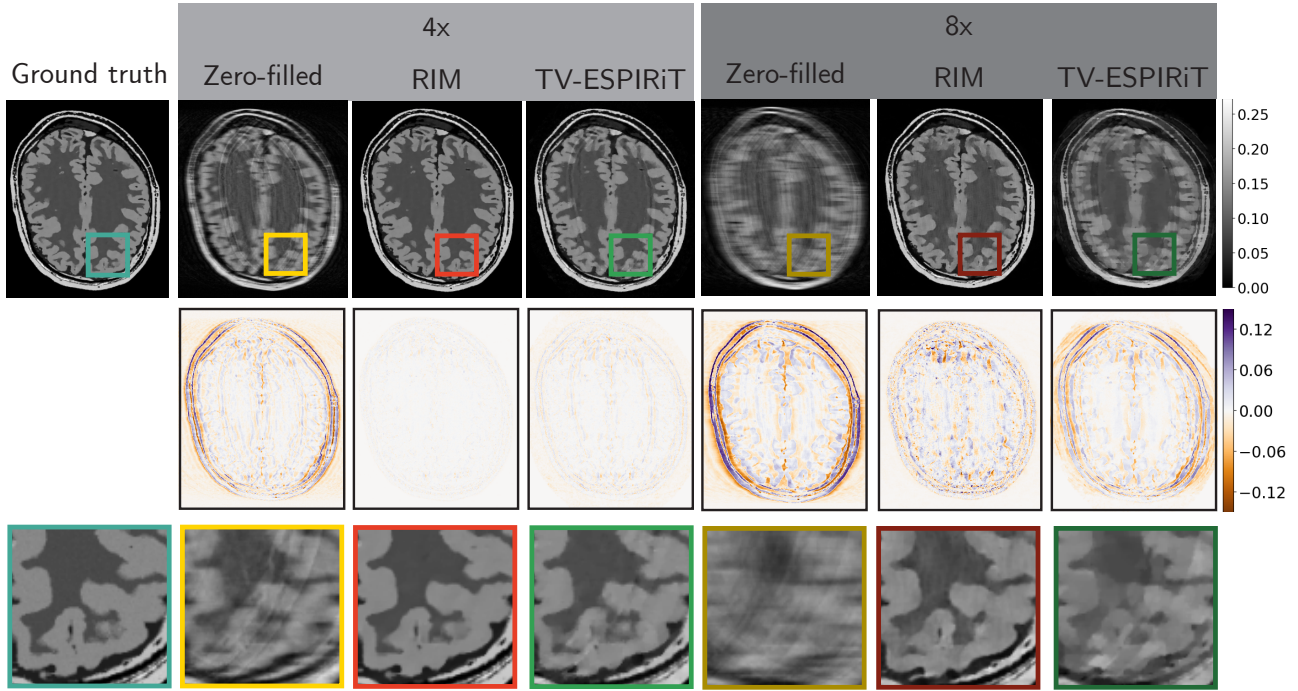 4x
8x
Ground truth
Zero-filled
RIM
TV-ESPIRiT
Zero-filled
RIM
TV-ESPIRiT
0.25
0.20
0.15
0.10
0.05
0.00
0.12
0.06
0.00
−0.06
−0.12